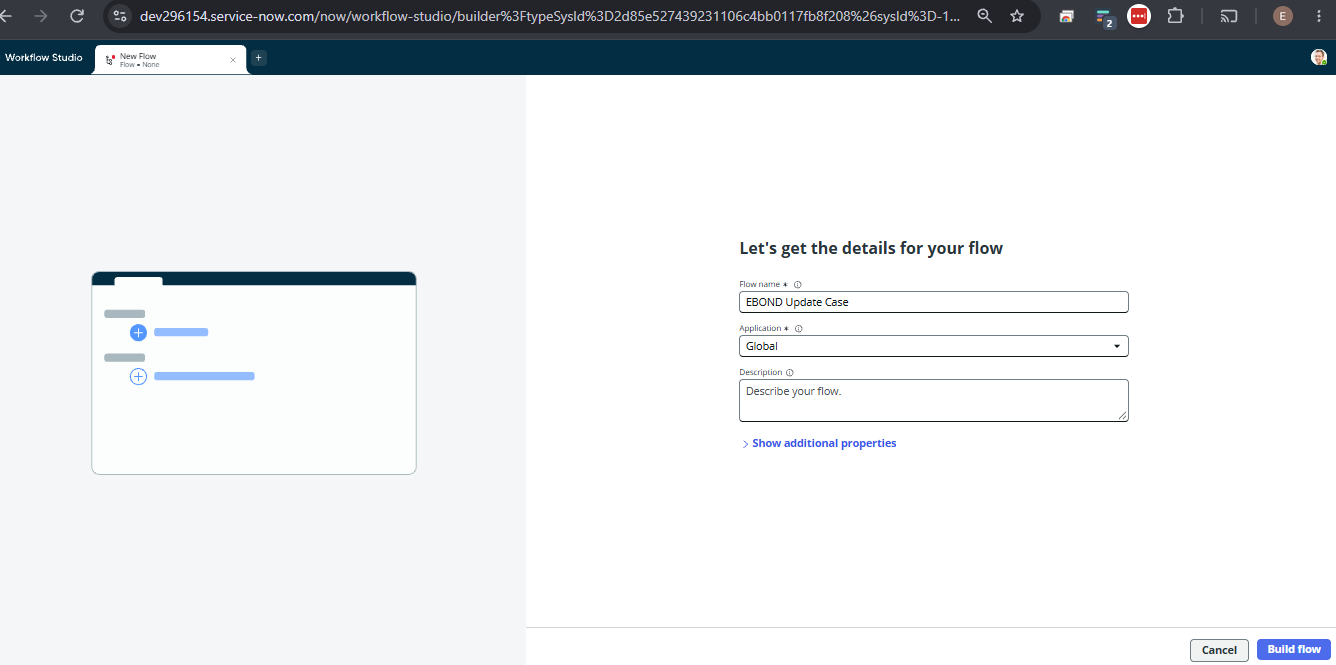 dev296154.service-now.com/now/workflow-studio/builder%3FtypeSysId%3D2d85e527439231106c4bb0117fb8f208%26sysId%3D-1...
2
E
Workflow Studio
New Flow
Flow • None
Let's get the details for your flow
Flow name *
EBOND Update Case
Application *
Global
Description
Describe your flow.
Show additional properties
Cancel
Build flow